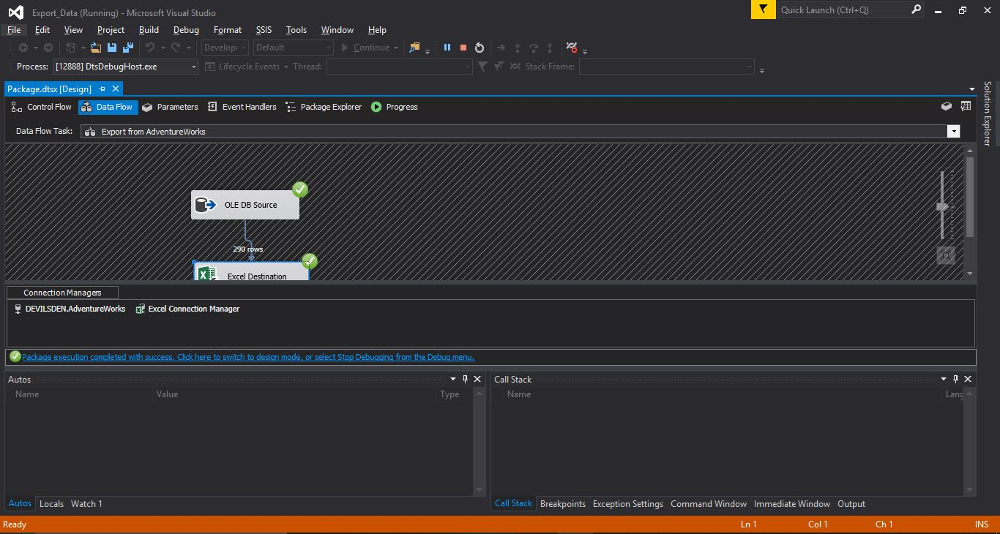 Export_Data (Running) - Microsoft Visual Studio
Quick Launch (Ctrl+Q)
File Edit View Project Build Debug Format SSIS Tools Window Help
Default Continue
Process: [12888] DtsDebugHost.exe Lifecycle Events Thread: Stack Frame:
Package.dtsx [Design]
Solution Explorer
Control Flow Data Flow Parameters Event Handlers Package Explorer Progress
Data Flow Task: Export from AdventureWorks
OLE DB Source
290 rows
Excel Destination
Connection Managers
DEVILSDEN.AdventureWorks Excel Connection Manager
Package execution completed with success. Click here to switch to design mode, or select Stop Debugging from the Debug menu.
Autos Call Stack
Name Value Type Name Lang
Autos Locals Watch 1 Call Stack Breakpoints Exception Settings Command Window Immediate Window Output
Ready Ln 1 Col 1 Ch 1 INS